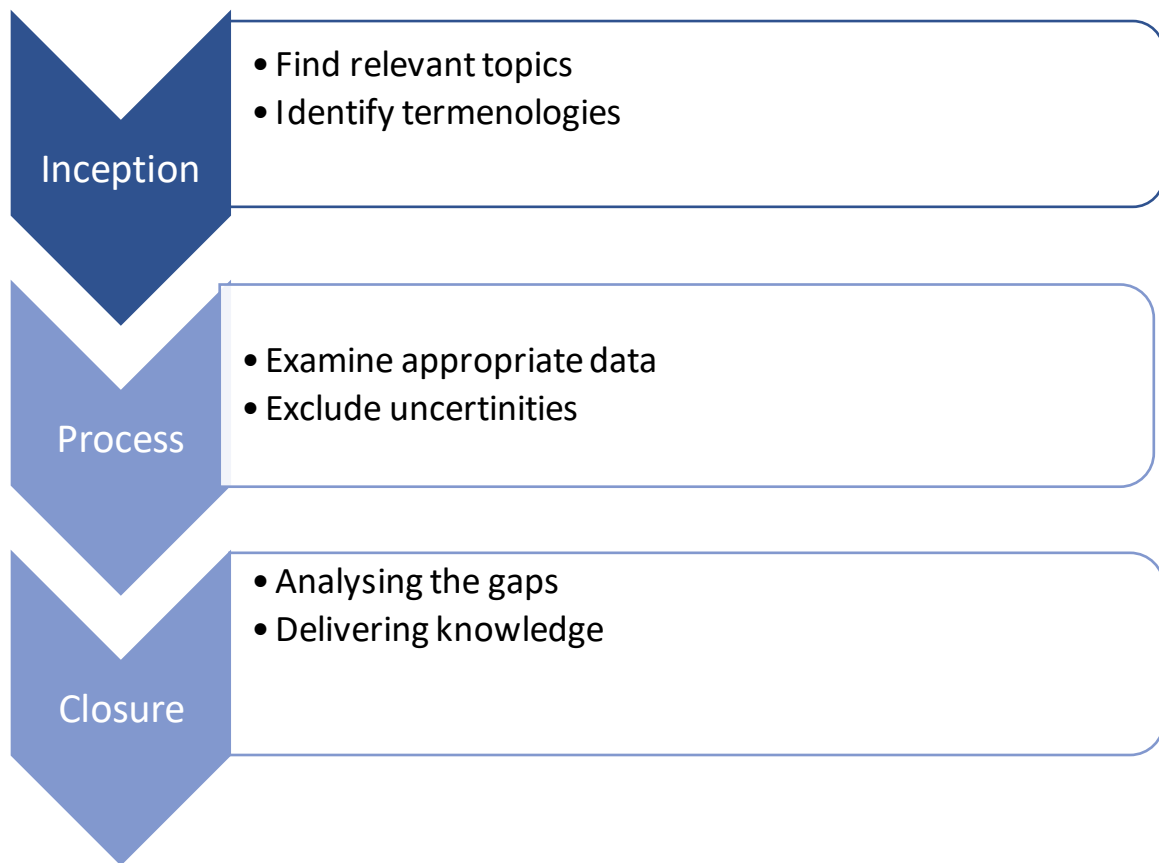 Inception
• Find relevant topics
• Identify termenologies
Process
• Examine appropriate data
• Exclude uncertinities
Closure
• Analysing the gaps
• Delivering knowledge